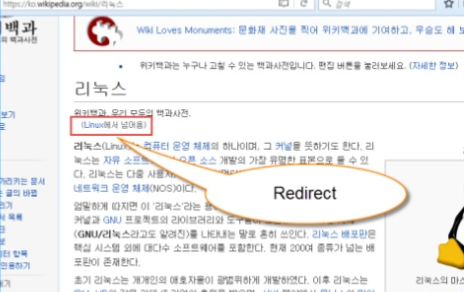 https://ko.wikipedia.org/wiki/리눅스
검색
백과
의 백과사전
Wiki Loves Monuments: 문화재 사진을 찍어 위키백과에 기여하고, 우승도 해 보
위키백과는 누구나 고칠 수 있는 백과사전입니다. 편집 버튼을 눌러보세요. (자세한 정보)
리눅스
위키백과, 우리 모두의 백과사전.
(Linux에서 넘어옴)
리눅스(Linux)는 컴퓨터 운영 체제의 하나이며, 그 커널을 뜻하기도 한다. 리
눅스는 자유 소프트 오픈 소스 개발의 가장 유명한 표본으로 볼 수 있
다. 리눅스는 다중 사용자
네트워크 운영 체제(NOS)이다.
Redirect
엄밀하게 따지면 이 '리눅스'라는 용
커널과 GNU 프로젝트의 라이브러리와 도구들이
(GNU/리눅스라고도 알려진)를 나타내는 말로 흔히 쓰인다. 리눅스 배포판은
핵심 시스템 외에 대다수 소프트웨어를 포함한다. 현재 200여 종류가 넘는 배
포판이 존재한다.
초기 리눅스는 개개인의 애호자들이 광범위하게 개발하였다. 이후 리눅스는
리눅스의 마스